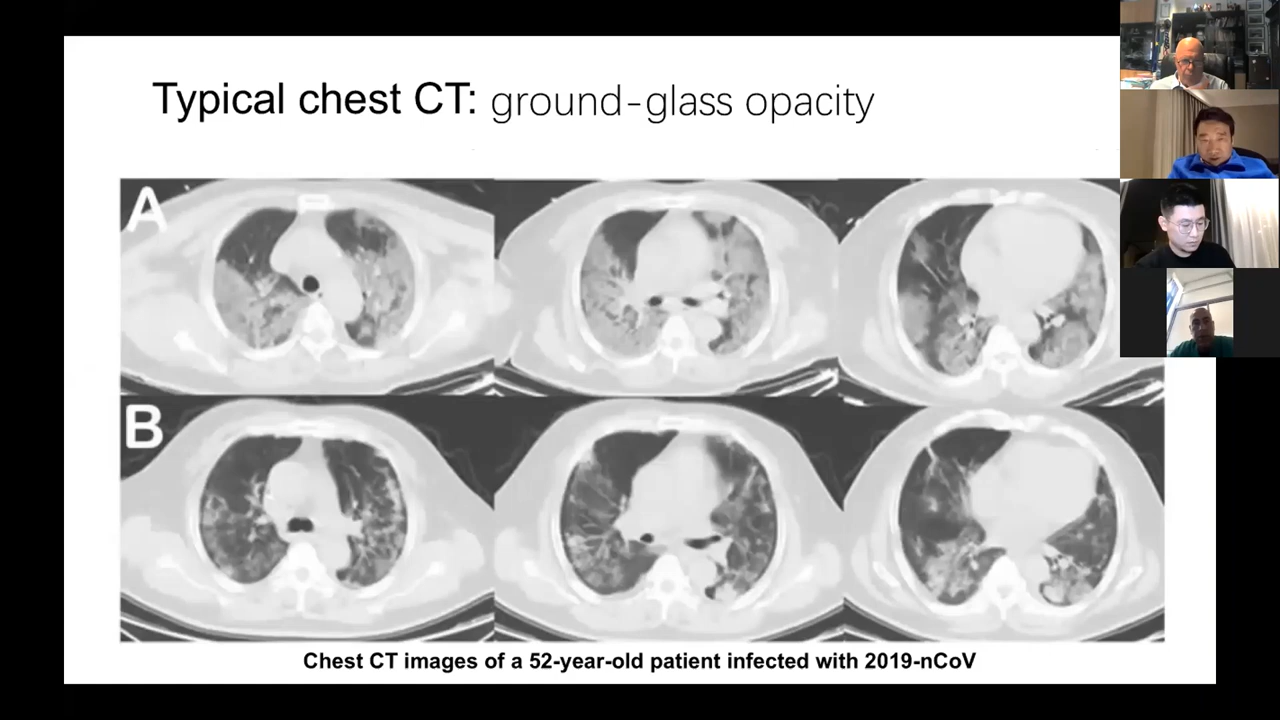 Typical chest CT: ground-glass opacity
A
B
Chest CT images of a 52-year-old patient infected with 2019-nCoV